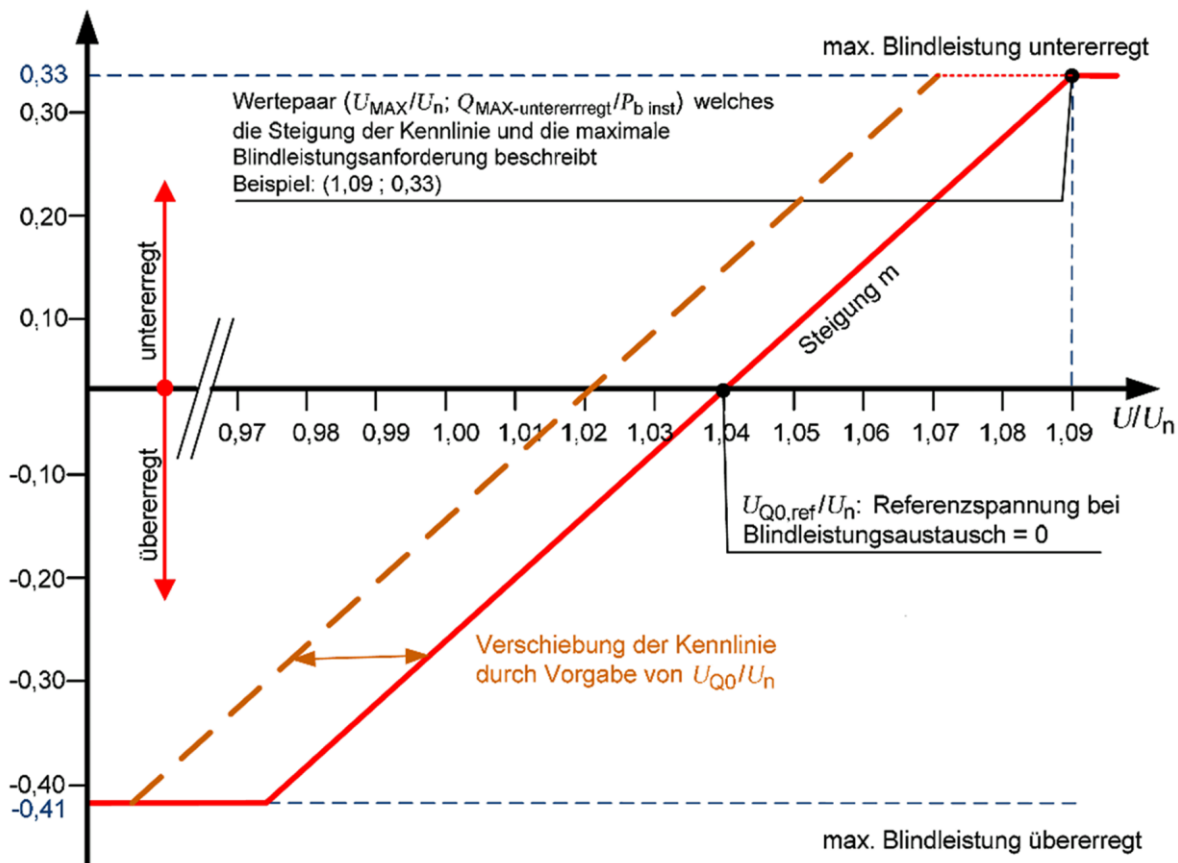 max. Blindleistung untererregt
0,33
0,30
Wertepaar (UMAX/Un; QMAX-untererrregt/Pb inst) welches
die Steigung der Kennlinie und die maximale
Blindleistungsanforderung beschreibt
Beispiel: (1,09 ; 0,33)
0,20
untererregt
Steigung m
0,10
0,97 0,98 0,99 1,00 1,01 1,02 1,03 1,04 1,05 1,06 1,07 1,08 1,09 U/Un
-0,10
übererregt
UQ0,ref/Un: Referenzspannung bei
Blindleistungsaustausch = 0
-0,20
Verschiebung der Kennlinie
durch Vorgabe von UQ0/Un
-0,30
-0,40
-0,41
max. Blindleistung übererregt